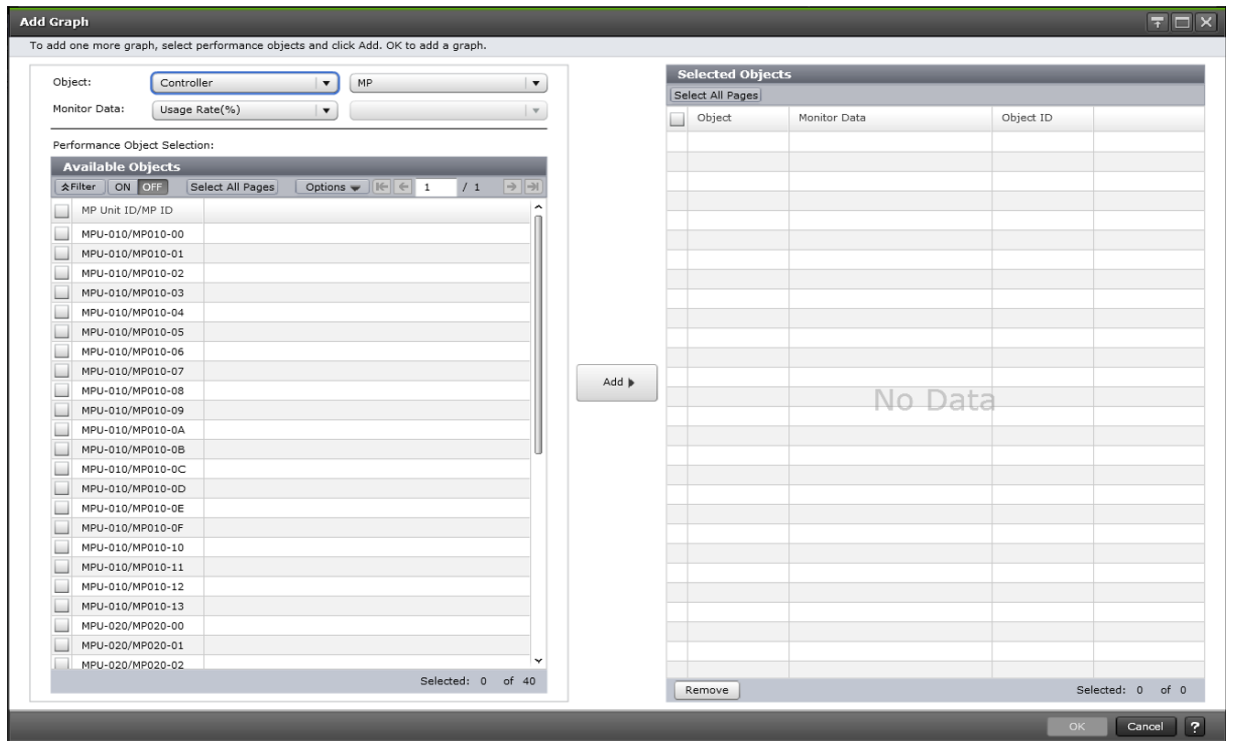 Add Graph
To add one more graph, select performance objects and click Add. OK to add a graph.
Object: Controller MP
Monitor Data: Usage Rate(%)
Performance Object Selection:
Available Objects
Filter ON OFF Select All Pages Options 1 / 1
MP Unit ID/MP ID
MPU-010/MP010-00
MPU-010/MP010-01
MPU-010/MP010-02
MPU-010/MP010-03
MPU-010/MP010-04
MPU-010/MP010-05
MPU-010/MP010-06
MPU-010/MP010-07
MPU-010/MP010-08
MPU-010/MP010-09
MPU-010/MP010-0A
MPU-010/MP010-0B
MPU-010/MP010-0C
MPU-010/MP010-0D
MPU-010/MP010-0E
MPU-010/MP010-0F
MPU-010/MP010-10
MPU-010/MP010-11
MPU-010/MP010-12
MPU-010/MP010-13
MPU-020/MP020-00
MPU-020/MP020-01
MPU-020/MP020-02
Selected: 0 of 40
Add
Selected Objects
Select All Pages
Object Monitor Data Object ID
No Data
Remove Selected: 0 of 0
OK Cancel ?